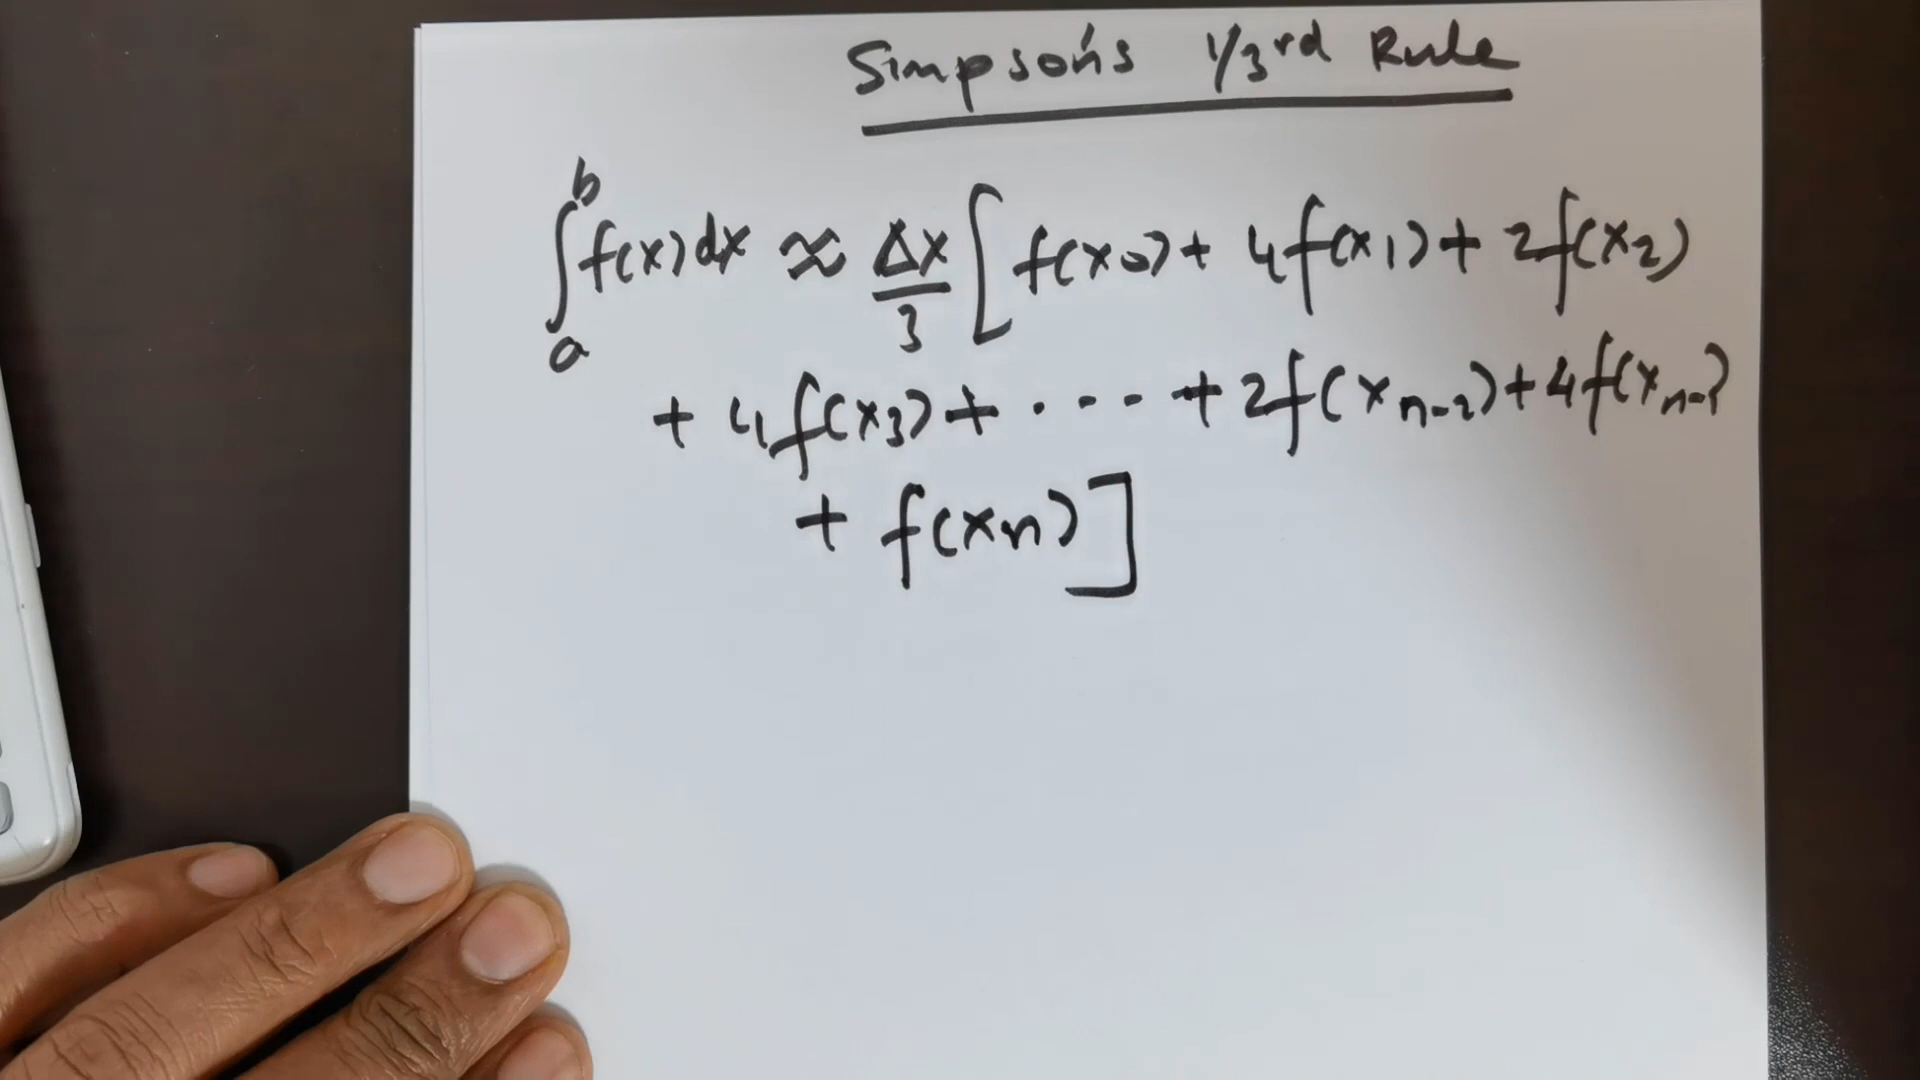 Simpson's 1/3rd Rule
∫ₐᵇ f(x) dx ≈ Δx/3 [ f(x₀) + 4f(x₁) + 2f(x₂)
+ 4f(x₃) + .... + 2f(xₙ₋₂) + 4f(xₙ₋₁)
+ f(xₙ) ]